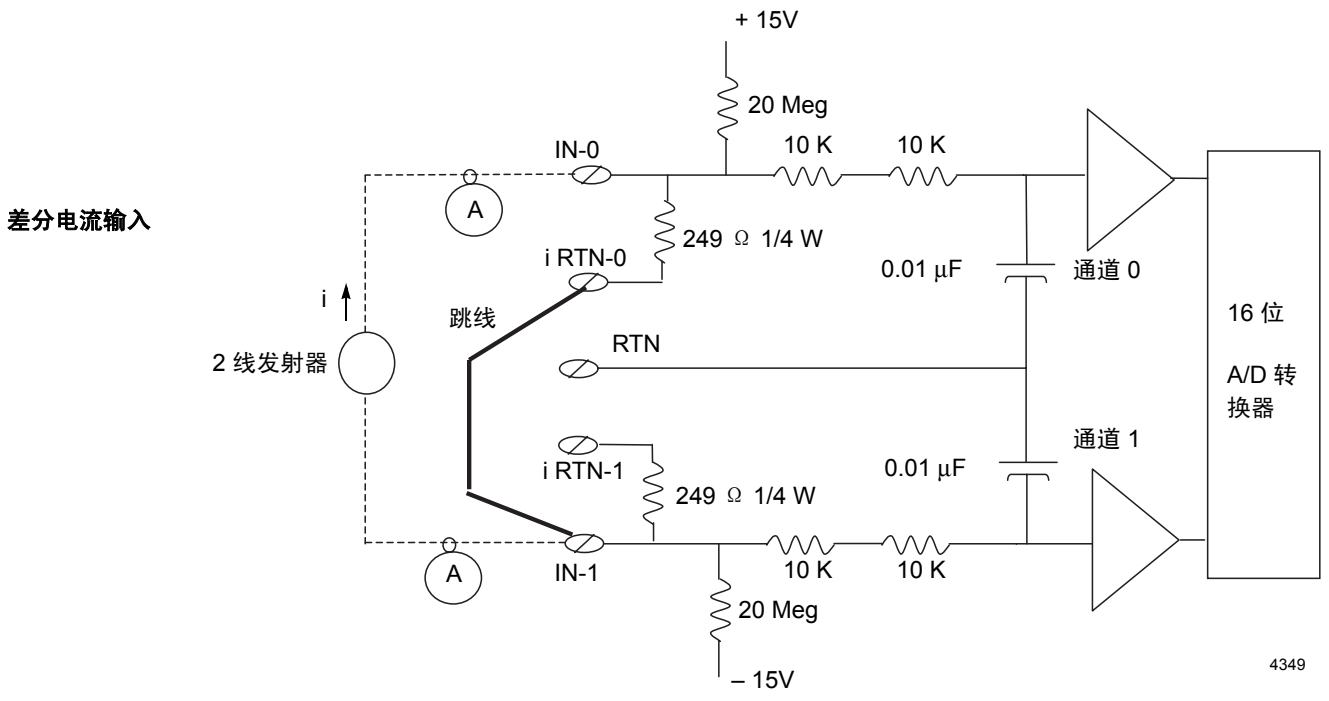 + 15V
20 Meg
10 K
10 K
IN-0
A
差分电流输入
249 Ω 1/4 W
i RTN-0
0.01 μF
通道 0
i
跳线
16 位
A/D 转
换器
RTN
2 线发射器
通道 1
i RTN-1
0.01 μF
249 Ω 1/4 W
A
IN-1
10 K
10 K
20 Meg
– 15V
4349